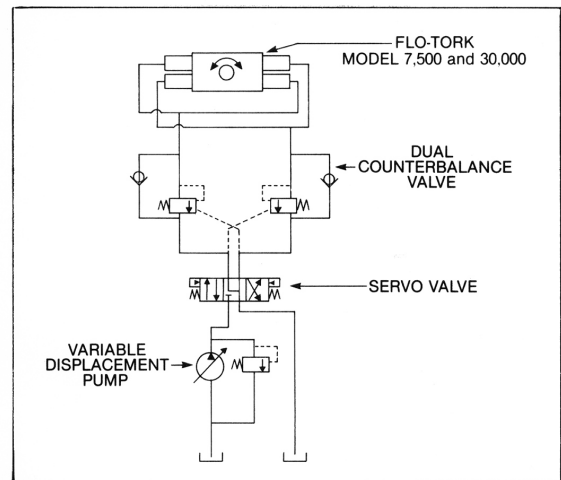 FLO-TORK
MODEL 7,500 and 30,000
DUAL
COUNTERBALANCE
VALVE
SERVO VALVE
VARIABLE
DISPLACEMENT
PUMP